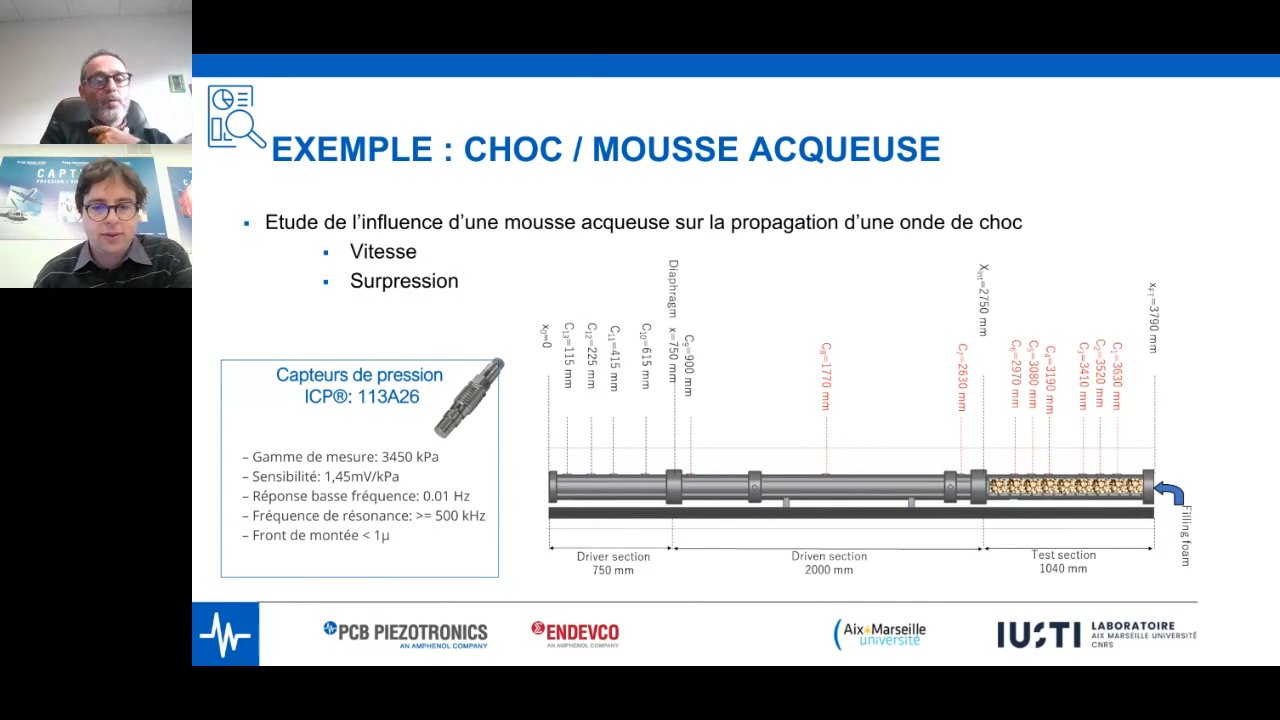 CAPT
PRESSION | VI
EXEMPLE : CHOC / MOUSSE ACQUEUSE
▪ Etude de l’influence d’une mousse acqueuse sur la propagation d’une onde de choc
▪ Vitesse
▪ Surpression
Capteurs de pression
ICP®: 113A26
– Gamme de mesure: 3450 kPa
– Sensibilité: 1,45mV/kPa
– Réponse basse fréquence: 0.01 Hz
– Fréquence de résonance: >= 500 kHz
– Front de montée < 1µ
x₀=0
C₁₃=115 mm
C₁₂=225 mm
C₁₁=415 mm
C₁₀=615 mm
Diaphragm x=750 mm
C₉=900 mm
C₈=1770 mm
C₇=2630 mm
Xint=2750 mm
C₆=2970 mm
C₅=3080 mm
C₄=3190 mm
C₃=3410 mm
C₂=3520 mm
C₁=3630 mm
xFT=3790 mm
Filling foam
Driver section
750 mm
Driven section
2000 mm
Test section
1040 mm
PCB PIEZOTRONICS
AN AMPHENOL COMPANY
ENDEVCO
AN AMPHENOL COMPANY
Aix Marseille
université
IUSTI
LABORATOIRE
AIX MARSEILLE UNIVERSITÉ
CNRS